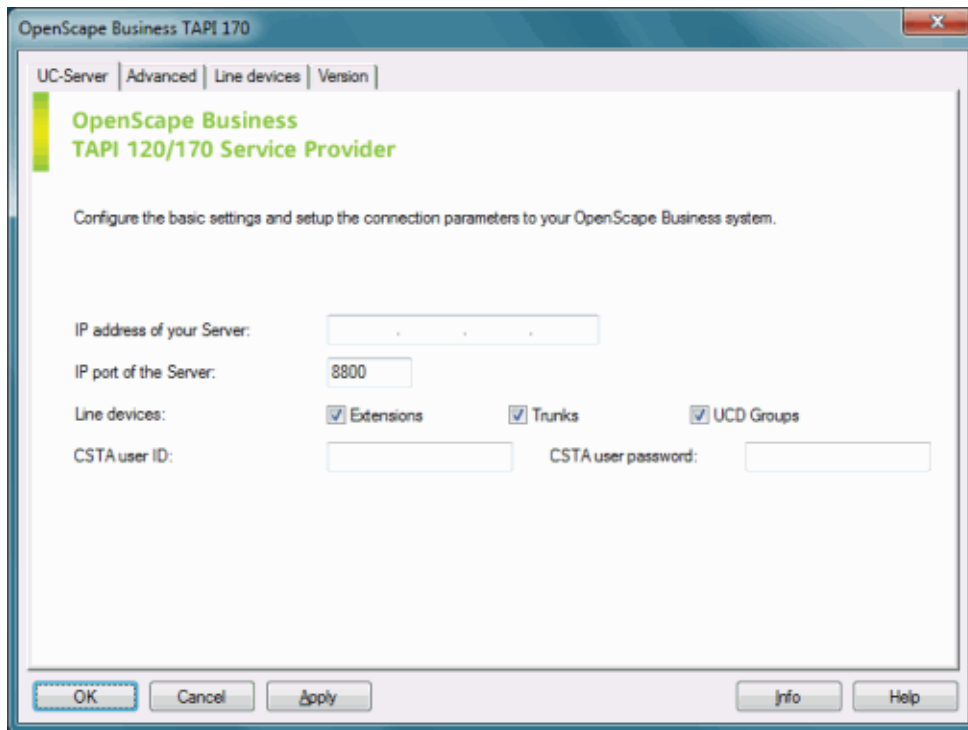 OpenScape Business TAPI 170
UC-Server Advanced Line devices Version
OpenScape Business
TAPI 120/170 Service Provider
Configure the basic settings and setup the connection parameters to your OpenScape Business system.
IP address of your Server: . . .
IP port of the Server: 8800
Line devices: Extensions Trunks UCD Groups
CSTA user ID: CSTA user password:
OK Cancel Apply Info Help